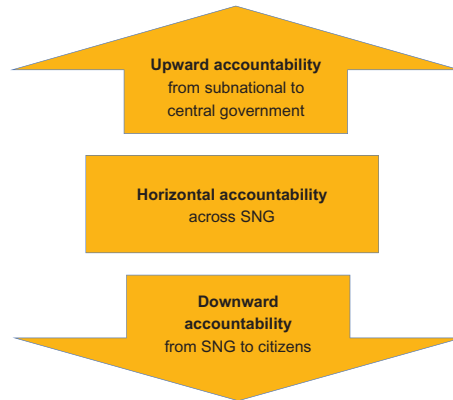 Upward accountability
from subnational to
central government
Horizontal accountability
across SNG
Downward
accountability
from SNG to citizens